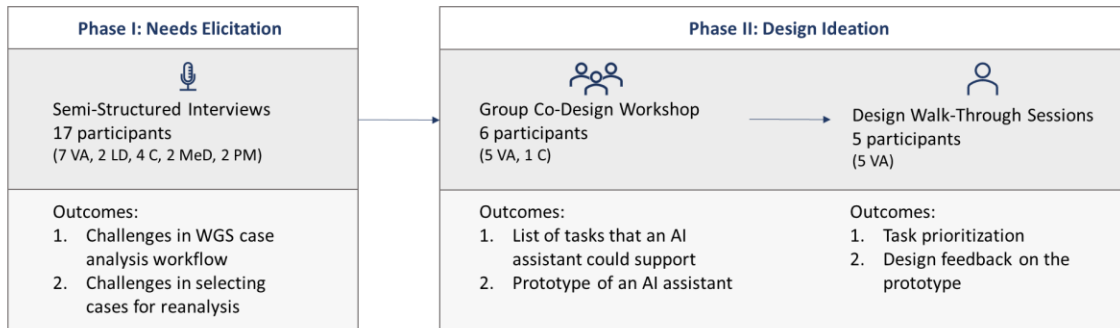 Phase I: Needs Elicitation
Semi-Structured Interviews
17 participants
(7 VA, 2 LD, 4 C, 2 MeD, 2 PM)
Outcomes:
1. Challenges in WGS case
analysis workflow
2. Challenges in selecting
cases for reanalysis
Phase II: Design Ideation
Group Co-Design Workshop
6 participants
(5 VA, 1 C)
Outcomes:
1. List of tasks that an AI
assistant could support
2. Prototype of an AI assistant
Design Walk-Through Sessions
5 participants
(5 VA)
Outcomes:
1. Task prioritization
2. Design feedback on the
prototype